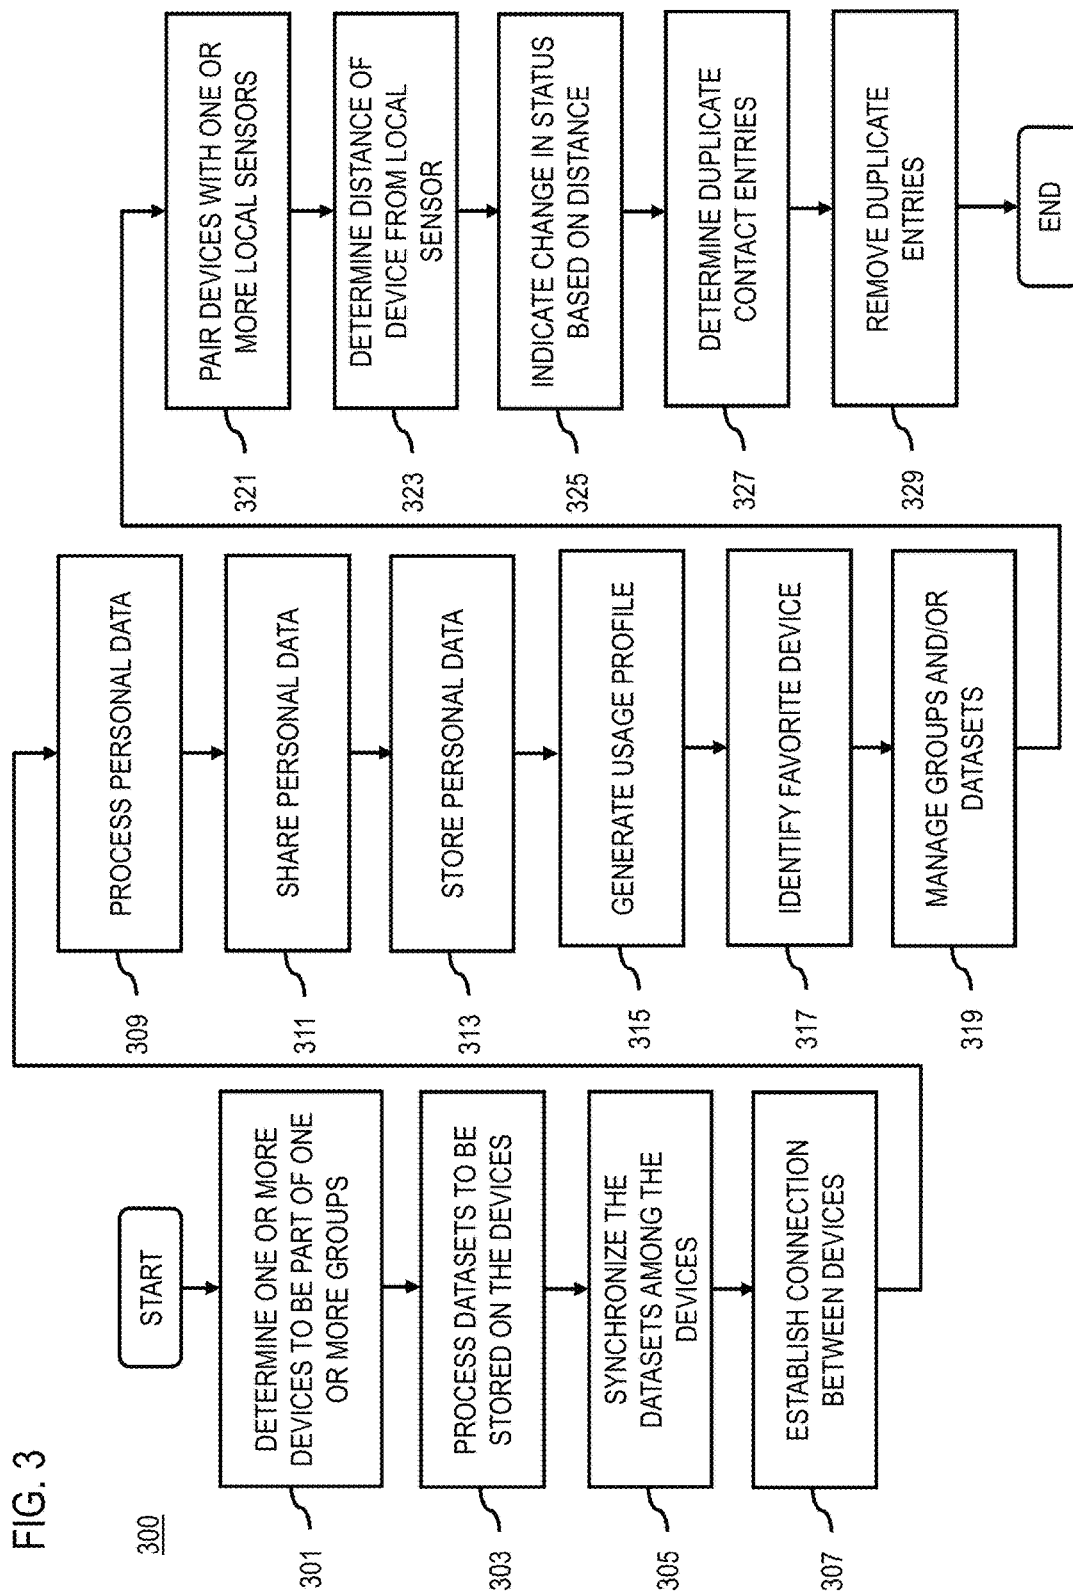 FIG. 3
300
START
301
DETERMINE ONE OR MORE
DEVICES TO BE PART OF ONE
OR MORE GROUPS
303
PROCESS DATASETS TO BE
STORED ON THE DEVICES
305
SYNCHRONIZE THE
DATASETS AMONG THE
DEVICES
307
ESTABLISH CONNECTION
BETWEEN DEVICES
309
PROCESS PERSONAL DATA
311
SHARE PERSONAL DATA
313
STORE PERSONAL DATA
315
GENERATE USAGE PROFILE
317
IDENTIFY FAVORITE DEVICE
319
MANAGE GROUPS AND/OR
DATASETS
321
PAIR DEVICES WITH ONE OR
MORE LOCAL SENSORS
323
DETERMINE DISTANCE OF
DEVICE FROM LOCAL
SENSOR
325
INDICATE CHANGE IN STATUS
BASED ON DISTANCE
327
DETERMINE DUPLICATE
CONTACT ENTRIES
329
REMOVE DUPLICATE
ENTRIES
END